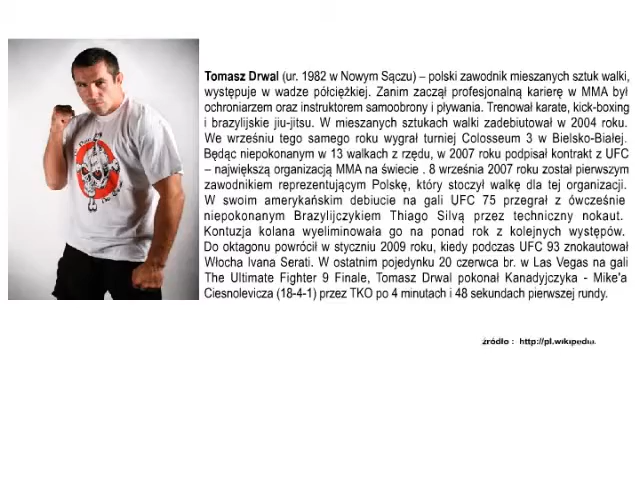 Tomasz Drwal (ur. 1982 w Nowym Sączu) – polski zawodnik mieszanych sztuk walki,
występuje w wadze półciężkiej. Zanim zaczął profesjonalną karierę w MMA był
ochroniarzem oraz instruktorem samoobrony i pływania. Trenował karate, kick-boxing
i brazylijskie jiu-jitsu. W mieszanych sztukach walki zadebiutował w 2004 roku.
We wrześniu tego samego roku wygrał turniej Colosseum 3 w Bielsko-Białej.
Będąc niepokonanym w 13 walkach z rzędu, w 2007 roku podpisał kontrakt z UFC
– największą organizacją MMA na świecie . 8 września 2007 roku został pierwszym
zawodnikiem reprezentującym Polskę, który stoczył walkę dla tej organizacji.
W swoim amerykańskim debiucie na gali UFC 75 przegrał z ówcześnie
niepokonanym Brazylijczykiem Thiago Silvą przez techniczny nokaut.
Kontuzja kolana wyeliminowała go na ponad rok z kolejnych występów.
Do oktagonu powrócił w styczniu 2009 roku, kiedy podczas UFC 93 znokautował
Włocha Ivana Serati. W ostatnim pojedynku 20 czerwca br. w Las Vegas na gali
The Ultimate Fighter 9 Finale, Tomasz Drwal pokonał Kanadyjczyka - Mike'a
Ciesnolevicza (18-4-1) przez TKO po 4 minutach i 48 sekundach pierwszej rundy.
źródło : http://pl.wikipedia.